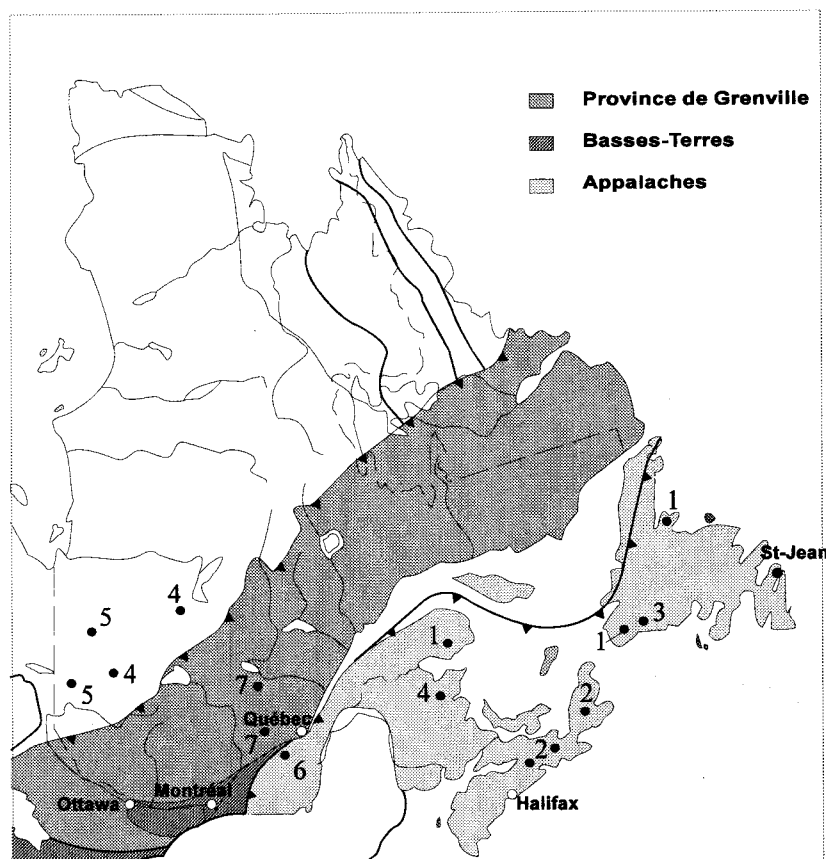 Province de Grenville
Basses-Terres
Appalaches
1
St-Jean
4
5
1
3
1
4
5
4
7
2
Québec
7
2
6
Montréal
Ottawa
Halifax